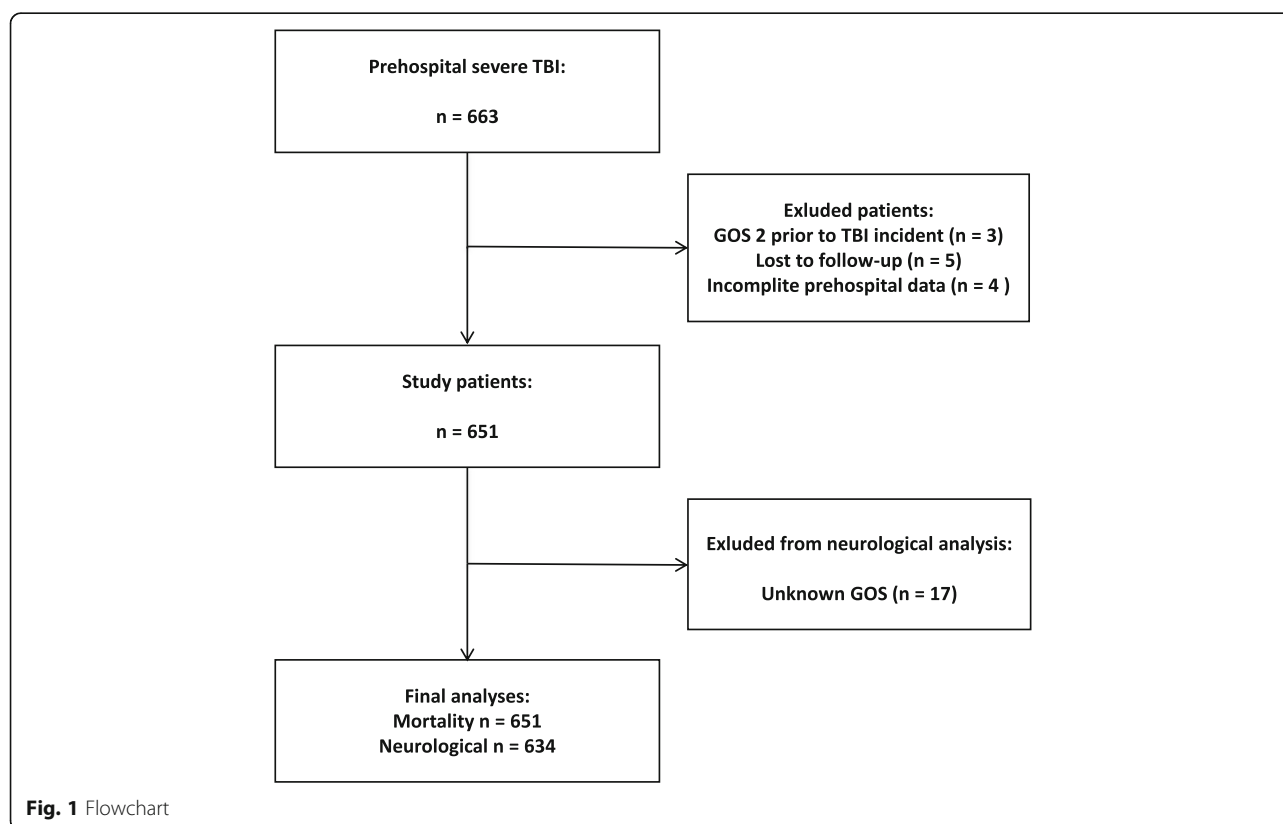 Prehospital severe TBI:
n = 663
Exluded patients:
GOS 2 prior to TBI incident (n = 3)
Lost to follow-up (n = 5)
Incomplite prehospital data (n = 4 )
Study patients:
n = 651
Exluded from neurological analysis:
Unknown GOS (n = 17)
Final analyses:
Mortality n = 651
Neurological n = 634
Fig. 1 Flowchart